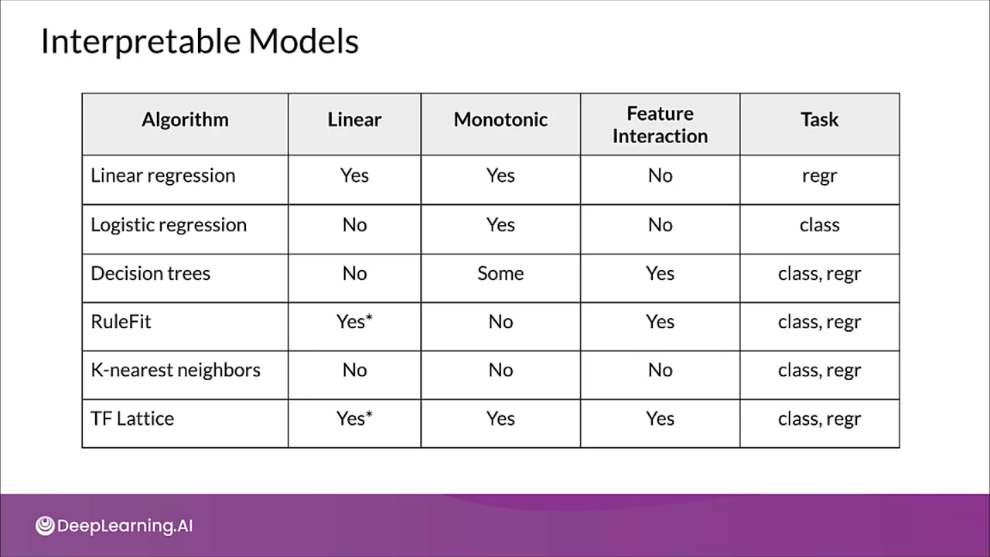 Interpretable Models
Algorithm Linear Monotonic Feature Interaction Task
Linear regression Yes Yes No regr
Logistic regression No Yes No class
Decision trees No Some Yes class, regr
RuleFit Yes* No Yes class, regr
K-nearest neighbors No No No class, regr
TF Lattice Yes* Yes Yes class, regr
DeepLearning.AI